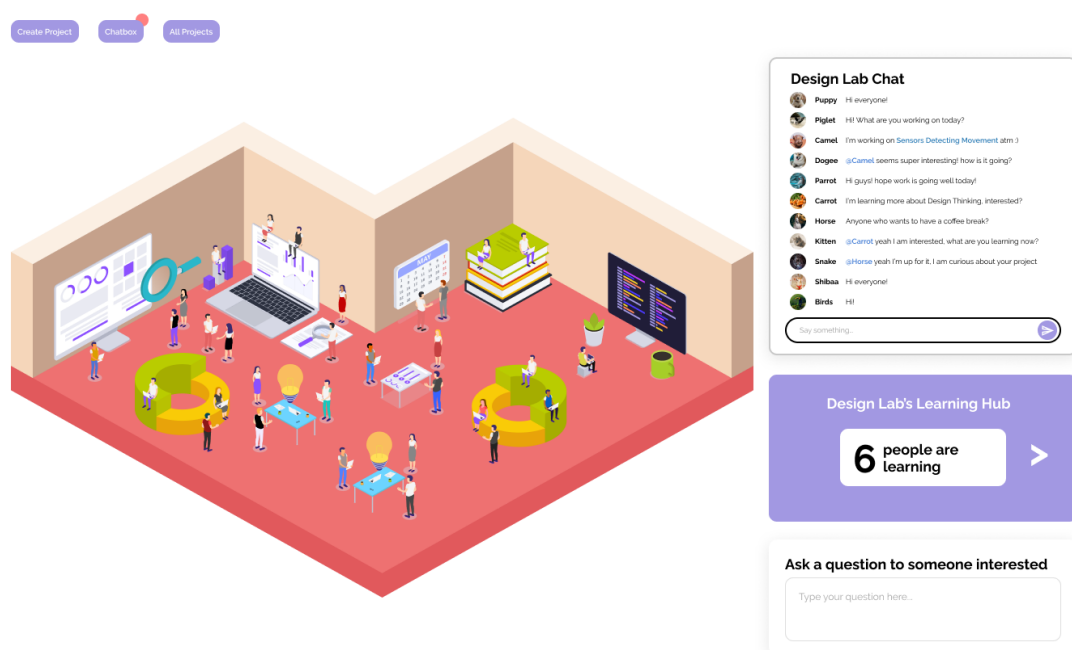 Create Project
Chatbox
All Projects
Design Lab Chat
Puppy Hi everyone!
Piglet Hi! What are you working on today?
Camel I'm working on Sensors Detecting Movement atm :)
Dogee @Camel seems super interesting! how is it going?
Parrot Hi guys! hope work is going well today!
Carrot I'm learning more about Design Thinking, interested?
Horse Anyone who wants to have a coffee break?
Kitten @Carrot yeah I am interested, what are you learning now?
Snake @Horse yeah I'm up for it, I am curious about your project
Shibaa Hi everyone!
Birds Hi!
Say something...
MAY
Design Lab's Learning Hub
6 people are
learning
>
Ask a question to someone interested
Type your question here...